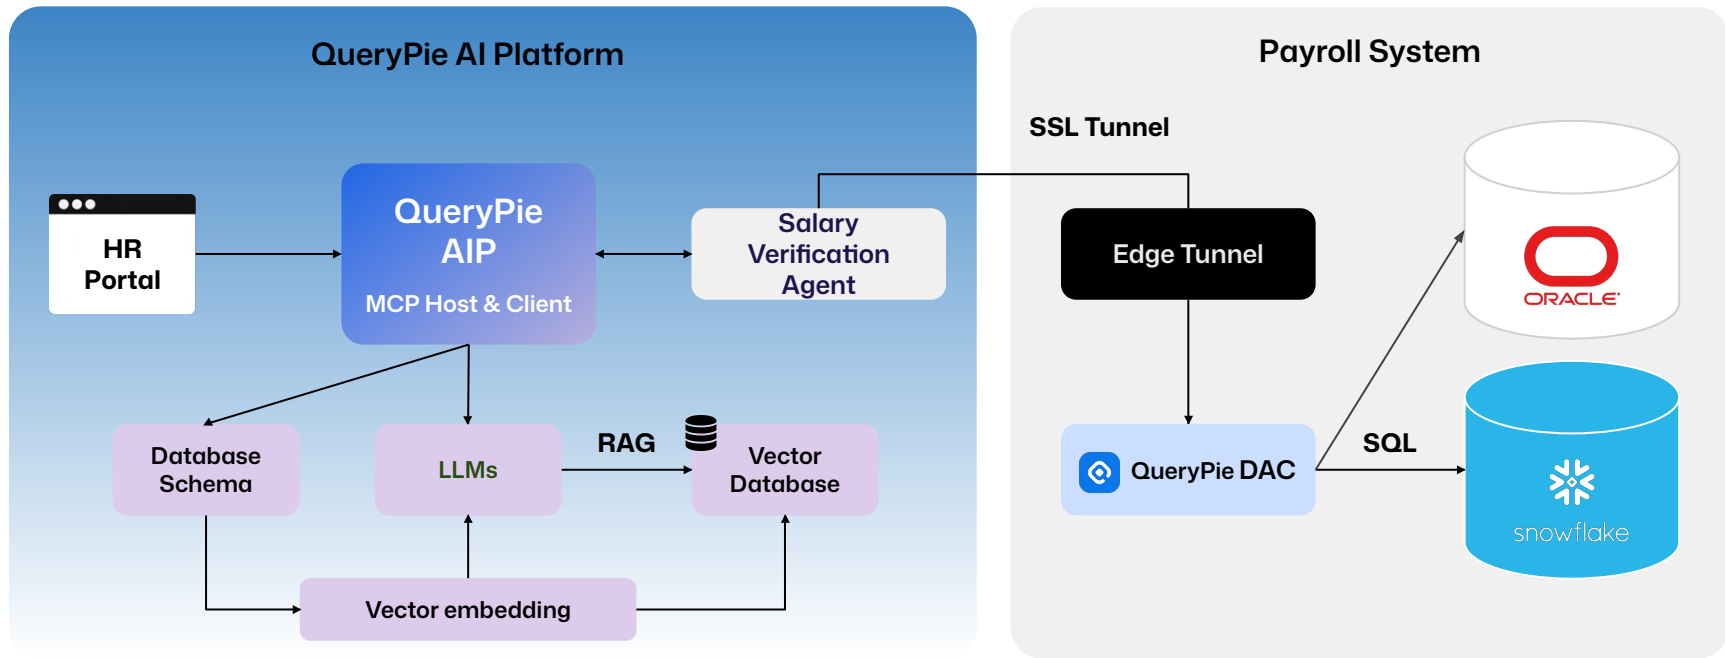 QueryPie AI Platform
Payroll System
SSL Tunnel
HR
Portal
QueryPie
AIP
MCP Host & Client
Salary
Verification
Agent
Edge Tunnel
ORACLE
Database
Schema
LLMs
RAG
Vector
Database
QueryPie DAC
SQL
snowflake
Vector embedding